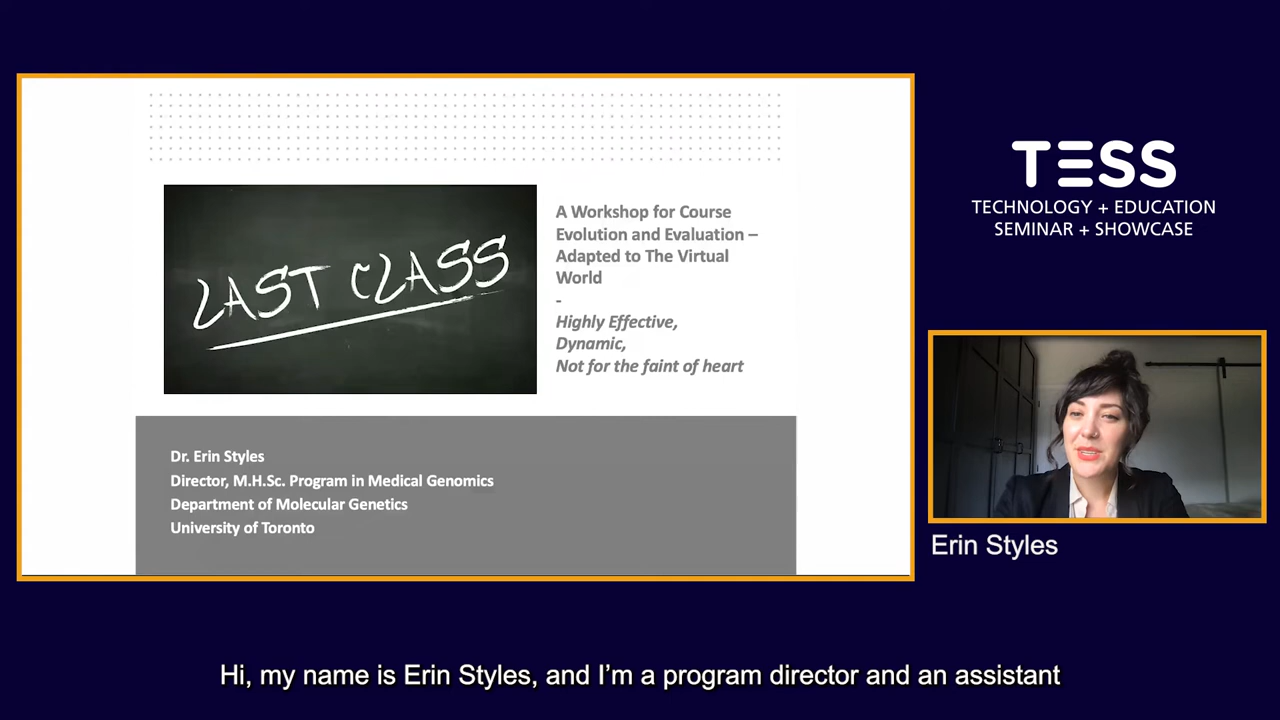 LAST CLASS
A Workshop for Course
Evolution and Evaluation –
Adapted to The Virtual
World
-
Highly Effective,
Dynamic,
Not for the faint of heart
Dr. Erin Styles
Director, M.H.Sc. Program in Medical Genomics
Department of Molecular Genetics
University of Toronto
TESS
TECHNOLOGY + EDUCATION
SEMINAR + SHOWCASE
Erin Styles
Hi, my name is Erin Styles, and I’m a program director and an assistant